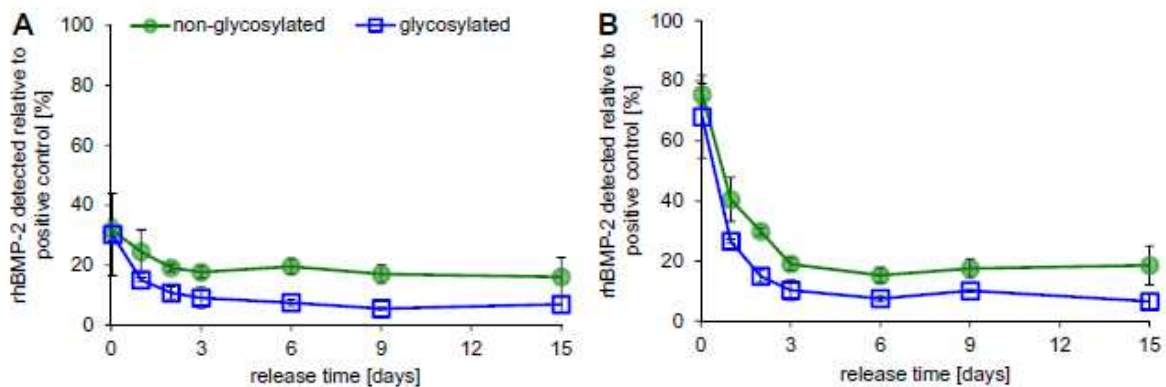 A
non-glycosylated
glycosylated
rhBMP-2 detected relative to
positive control [%]
100
80
60
40
20
0
0 3 6 9 12 15
release time [days]
B
rhBMP-2 detected relative to
positive control [%]
100
80
60
40
20
0
0 3 6 9 12 15
release time [days]